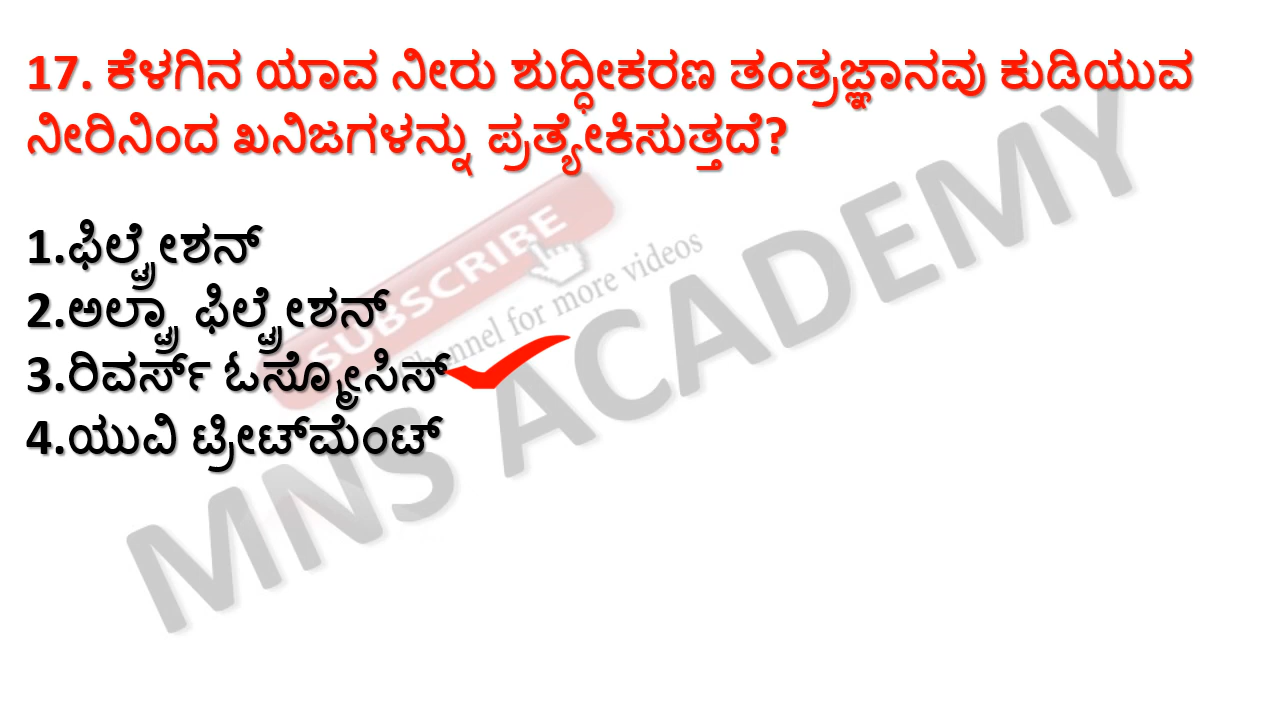 17. ಕೆಳಗಿನ ಯಾವ ನೀರು ಶುದ್ಧೀಕರಣ ತಂತ್ರಜ್ಞಾನವು ಕುಡಿಯುವ
ನೀರಿನಿಂದ ಖನಿಜಗಳನ್ನು ಪ್ರತ್ಯೇಕಿಸುತ್ತದೆ?
1.ಫಿಲ್ಟ್ರೇಶನ್
2.ಅಲ್ಟ್ರಾ ಫಿಲ್ಟ್ರೇಶನ್
3.ರಿವರ್ಸ್ ಓಸ್ಮೋಸಿಸ್
4.ಯುವಿ ಟ್ರೀಟ್‌ಮೆಂಟ್
SUBSCRIBE
Channel for more videos
MNS ACADEMY